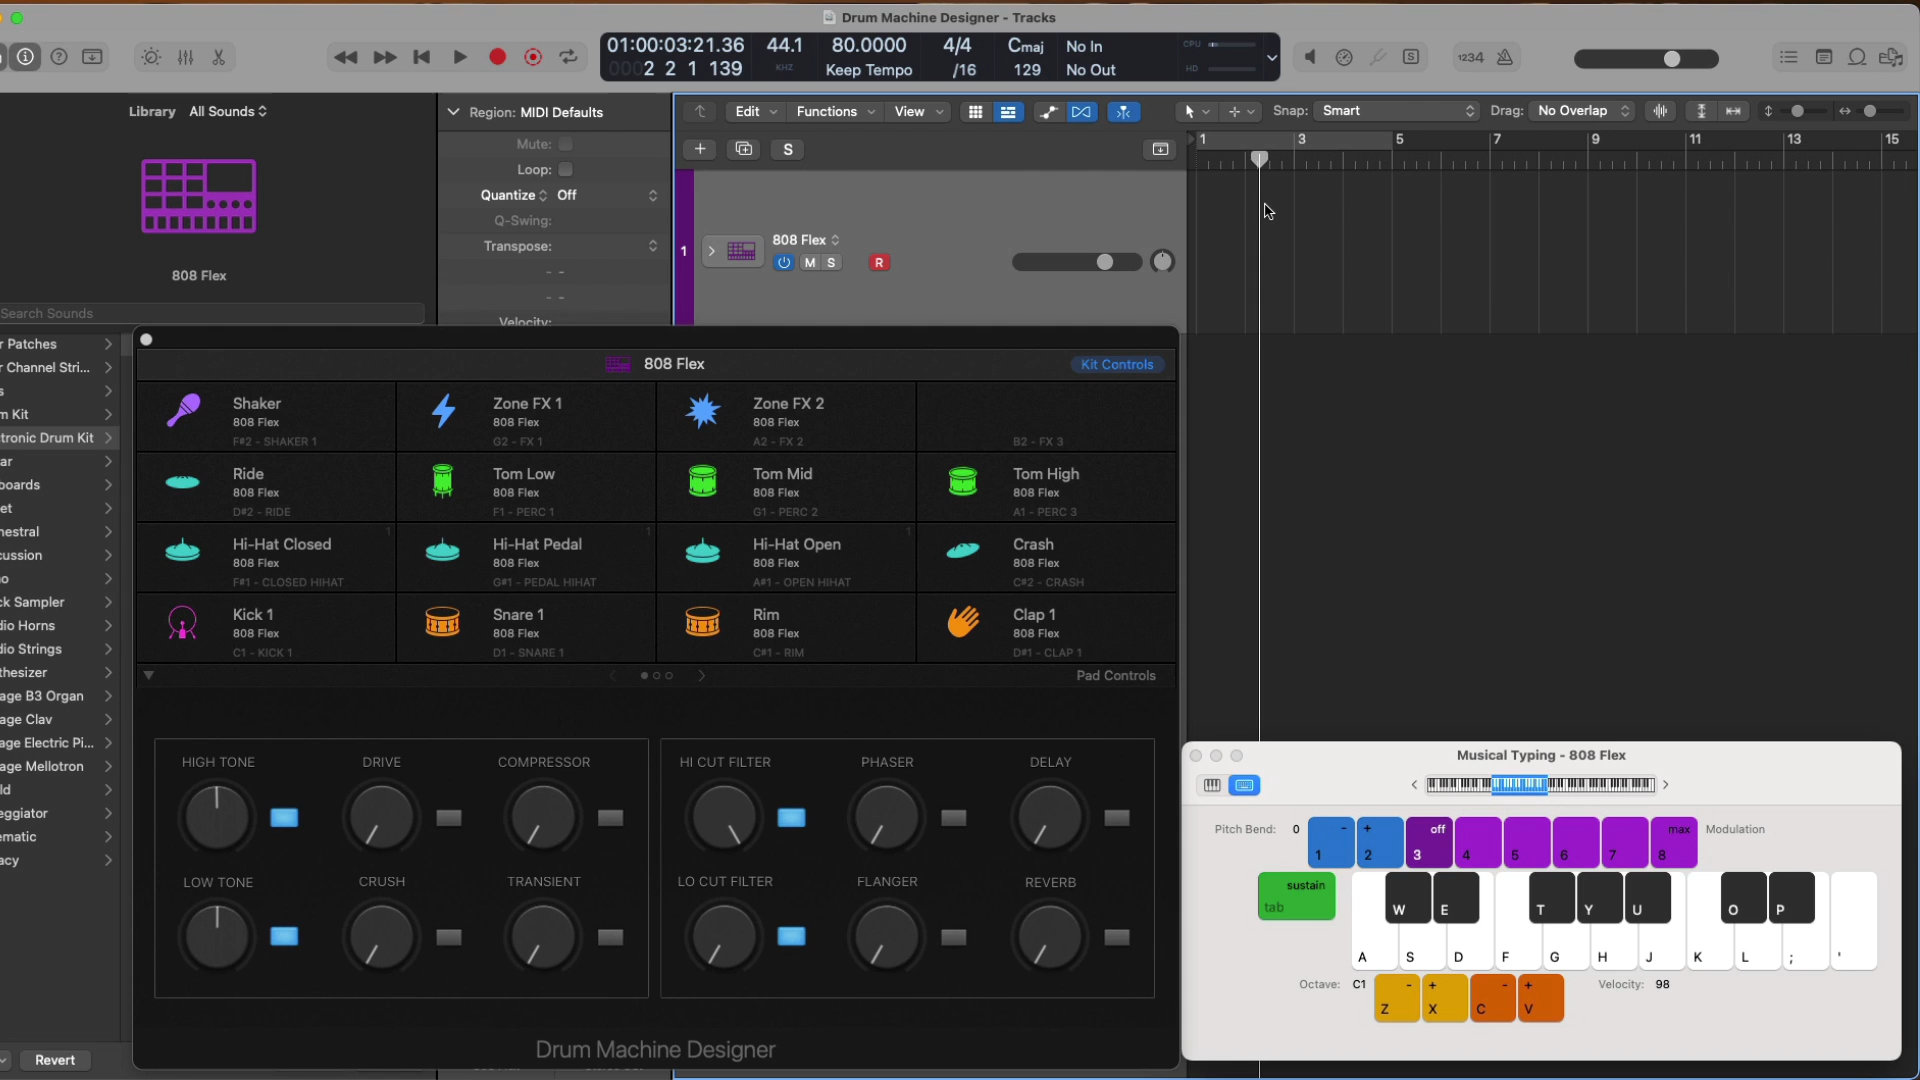 Drum Machine Designer - Tracks
01:00:03:21.36
0002 2 1 139
44.1
KHZ
80.0000
Keep Tempo
4/4
/16
Cmaj
129
No In
No Out
CPU
HD
1234
Library All Sounds
Region: MIDI Defaults
Edit
Functions
View
Snap: Smart
Drag: No Overlap
S
1 3 5 7 9 11 13 15
Mute:
Loop:
Quantize Off
Q-Swing:
Transpose:
- -
- -
Velocity:
808 Flex
Search Sounds
1
808 Flex
M S R
r Patches
r Channel Stri...
s
m Kit
tronic Drum Kit
ar
boards
et
hestral
cussion
o
ck Sampler
dio Horns
dio Strings
thesizer
age B3 Organ
age Clav
age Electric Pi...
age Mellotron
ld
eggiator
ematic
acy
Revert
808 Flex
Kit Controls
Shaker
808 Flex
F#2 - SHAKER 1
Zone FX 1
808 Flex
G2 - FX 1
Zone FX 2
808 Flex
A2 - FX 2
B2 - FX 3
Ride
808 Flex
D#2 - RIDE
Tom Low
808 Flex
F1 - PERC 1
Tom Mid
808 Flex
G1 - PERC 2
Tom High
808 Flex
A1 - PERC 3
Hi-Hat Closed 1
808 Flex
F#1 - CLOSED HIHAT
Hi-Hat Pedal 1
808 Flex
G#1 - PEDAL HIHAT
Hi-Hat Open 1
808 Flex
A#1 - OPEN HIHAT
Crash
808 Flex
C#2 - CRASH
Kick 1
808 Flex
C1 - KICK 1
Snare 1
808 Flex
D1 - SNARE 1
Rim
808 Flex
C#1 - RIM
Clap 1
808 Flex
D#1 - CLAP 1
Pad Controls
HIGH TONE DRIVE COMPRESSOR HI CUT FILTER PHASER DELAY
LOW TONE CRUSH TRANSIENT LO CUT FILTER FLANGER REVERB
Drum Machine Designer
Musical Typing - 808 Flex
Pitch Bend: 0 - + off max Modulation
1 2 3 4 5 6 7 8
sustain
tab
W E T Y U O P
A S D F G H J K L ; '
Octave: C1 - + - + Velocity: 98
Z X C V